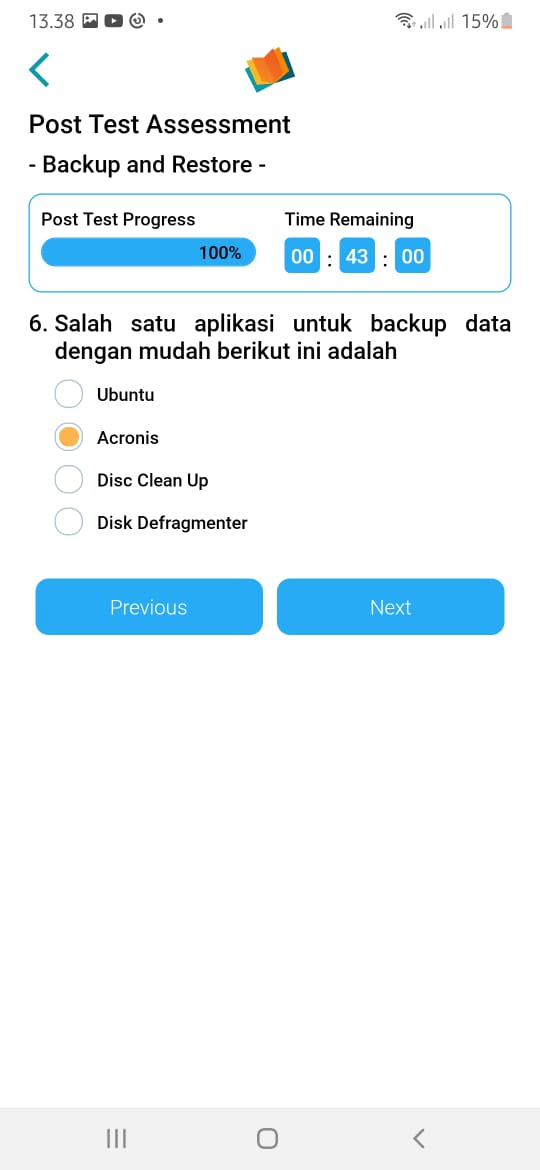 13.38
15%
Post Test Assessment
- Backup and Restore -
Post Test Progress
100%
Time Remaining
00 : 43 : 00
6. Salah satu aplikasi untuk backup data
dengan mudah berikut ini adalah
Ubuntu
Acronis
Disc Clean Up
Disk Defragmenter
Previous
Next